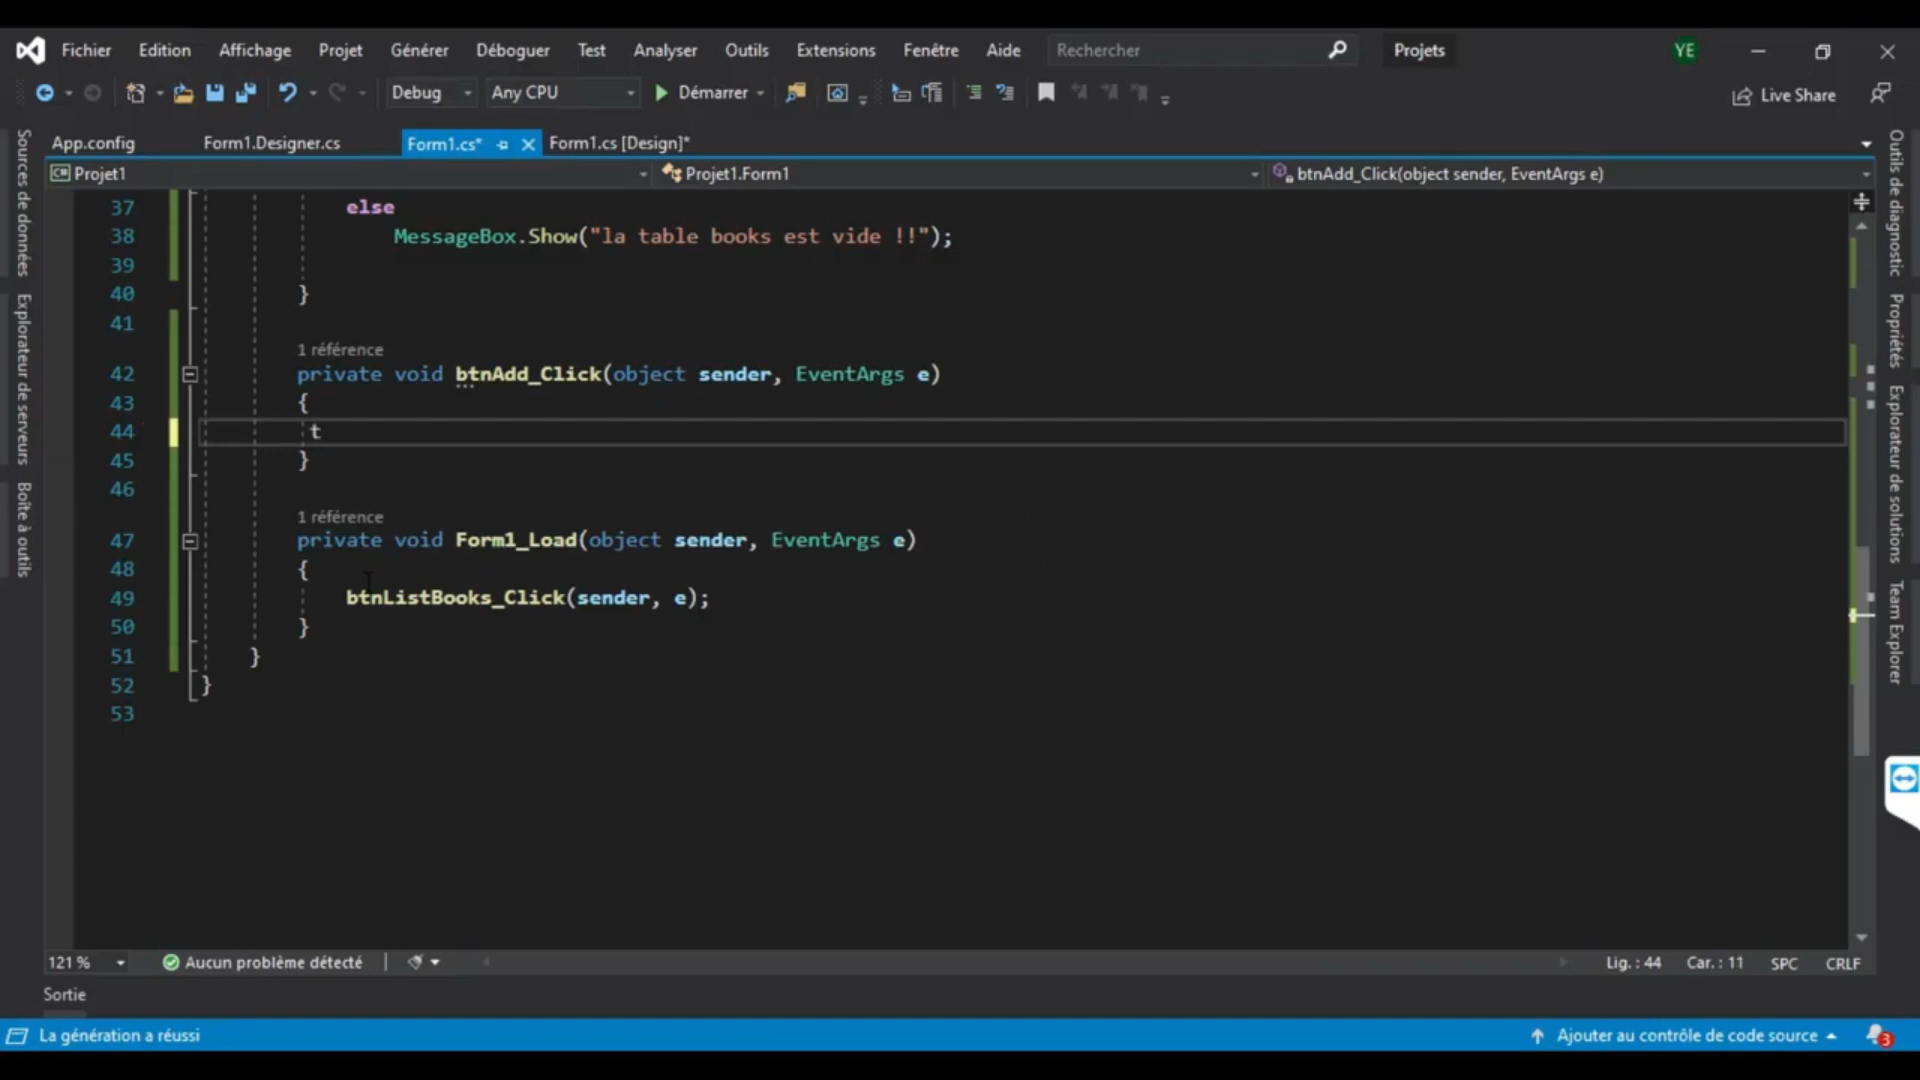 Fichier Edition Affichage Projet Générer Déboguer Test Analyser Outils Extensions Fenêtre Aide Rechercher Projets YE
Debug Any CPU Démarrer Live Share
App.config Form1.Designer.cs Form1.cs* Form1.cs [Design]*
C# Projet1 Projet1.Form1 btnAdd_Click(object sender, EventArgs e)
Sources de données
Explorateur de serveurs
Boîte à outils
37 else
38 MessageBox.Show("la table books est vide !!");
39
40 }
41
1 référence
42 private void btnAdd_Click(object sender, EventArgs e)
43 {
44 t
45 }
46
1 référence
47 private void Form1_Load(object sender, EventArgs e)
48 {
49 btnListBooks_Click(sender, e);
50 }
51 }
52 }
53
Outils de diagnostic
Propriétés
Explorateur de solutions
Team Explorer
121 % Aucun problème détecté Lig. : 44 Car. : 11 SPC CRLF
Sortie
La génération a réussi Ajouter au contrôle de code source 3